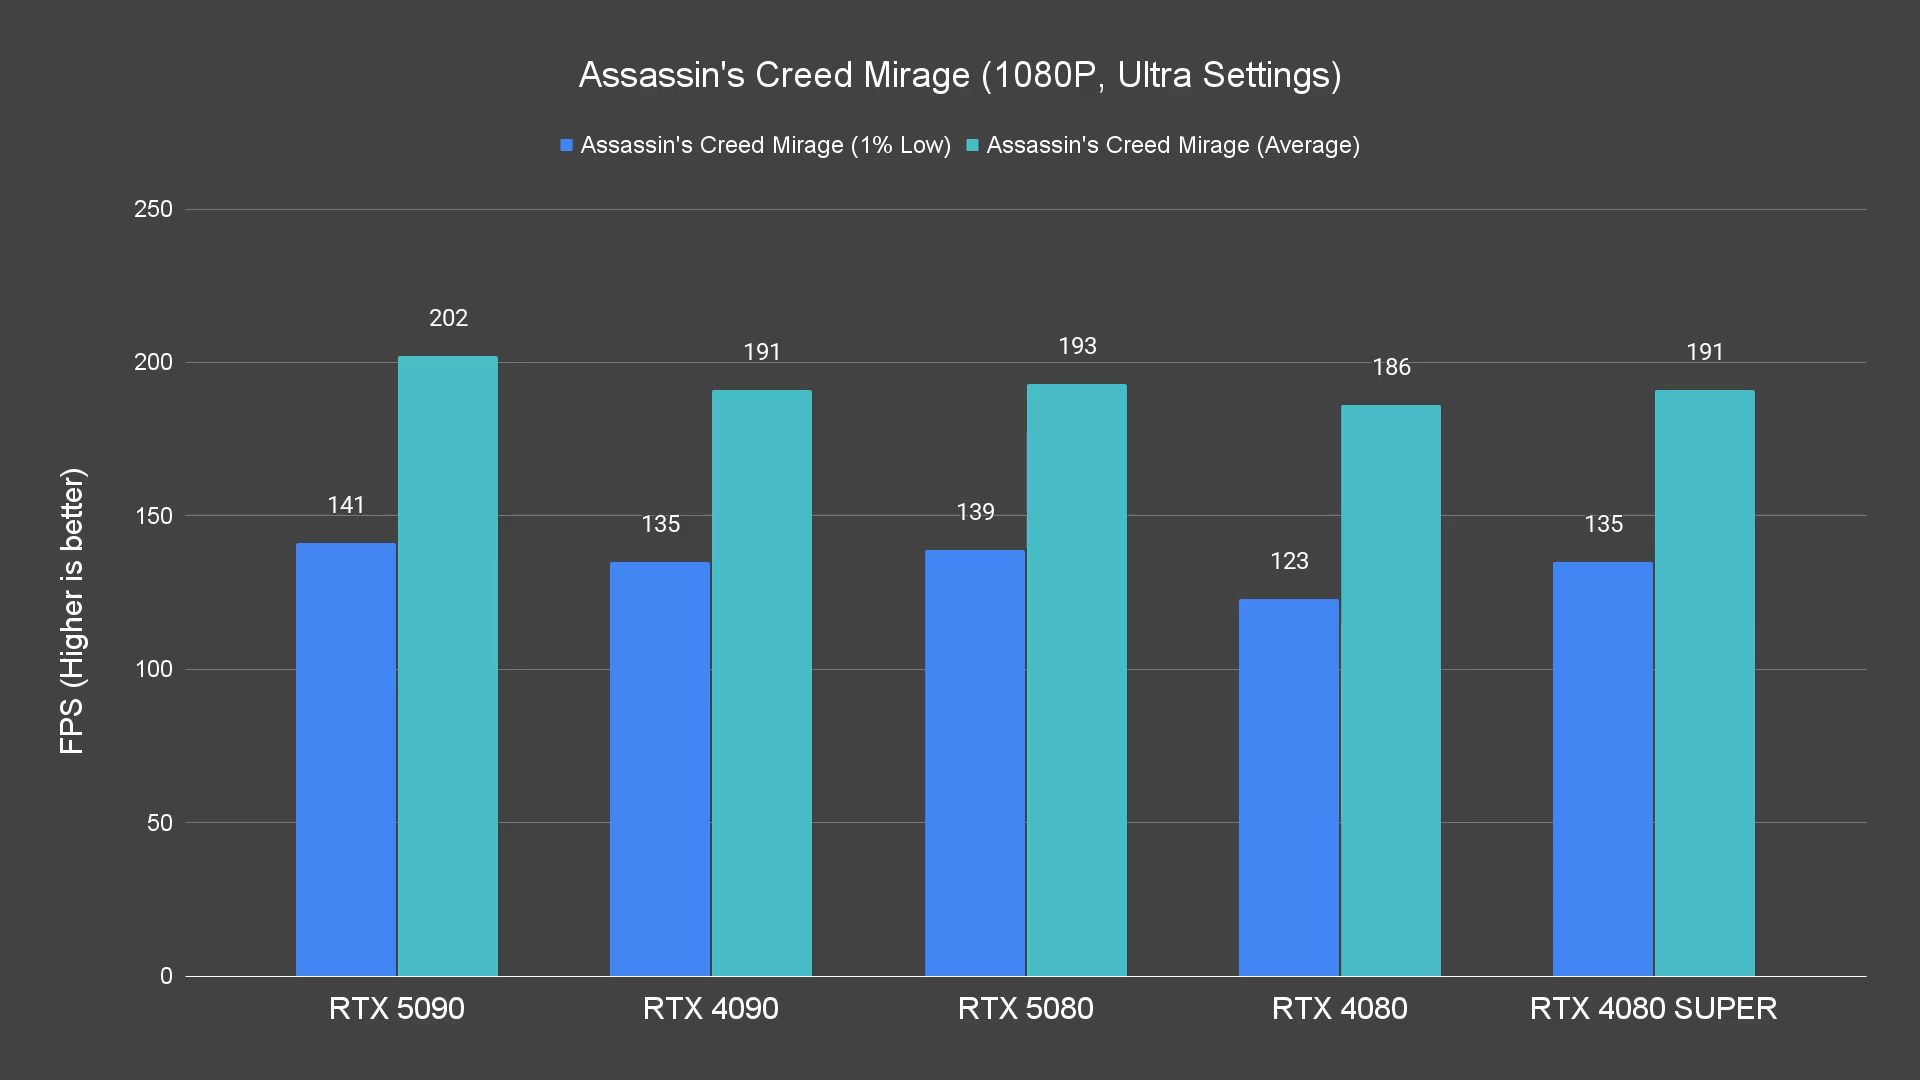 Assassin's Creed Mirage (1080P, Ultra Settings)
Assassin's Creed Mirage (1% Low) Assassin's Creed Mirage (Average)
FPS (Higher is better)
250
200
150
100
50
0
141 202
135 191
139 193
123 186
135 191
RTX 5090 RTX 4090 RTX 5080 RTX 4080 RTX 4080 SUPER